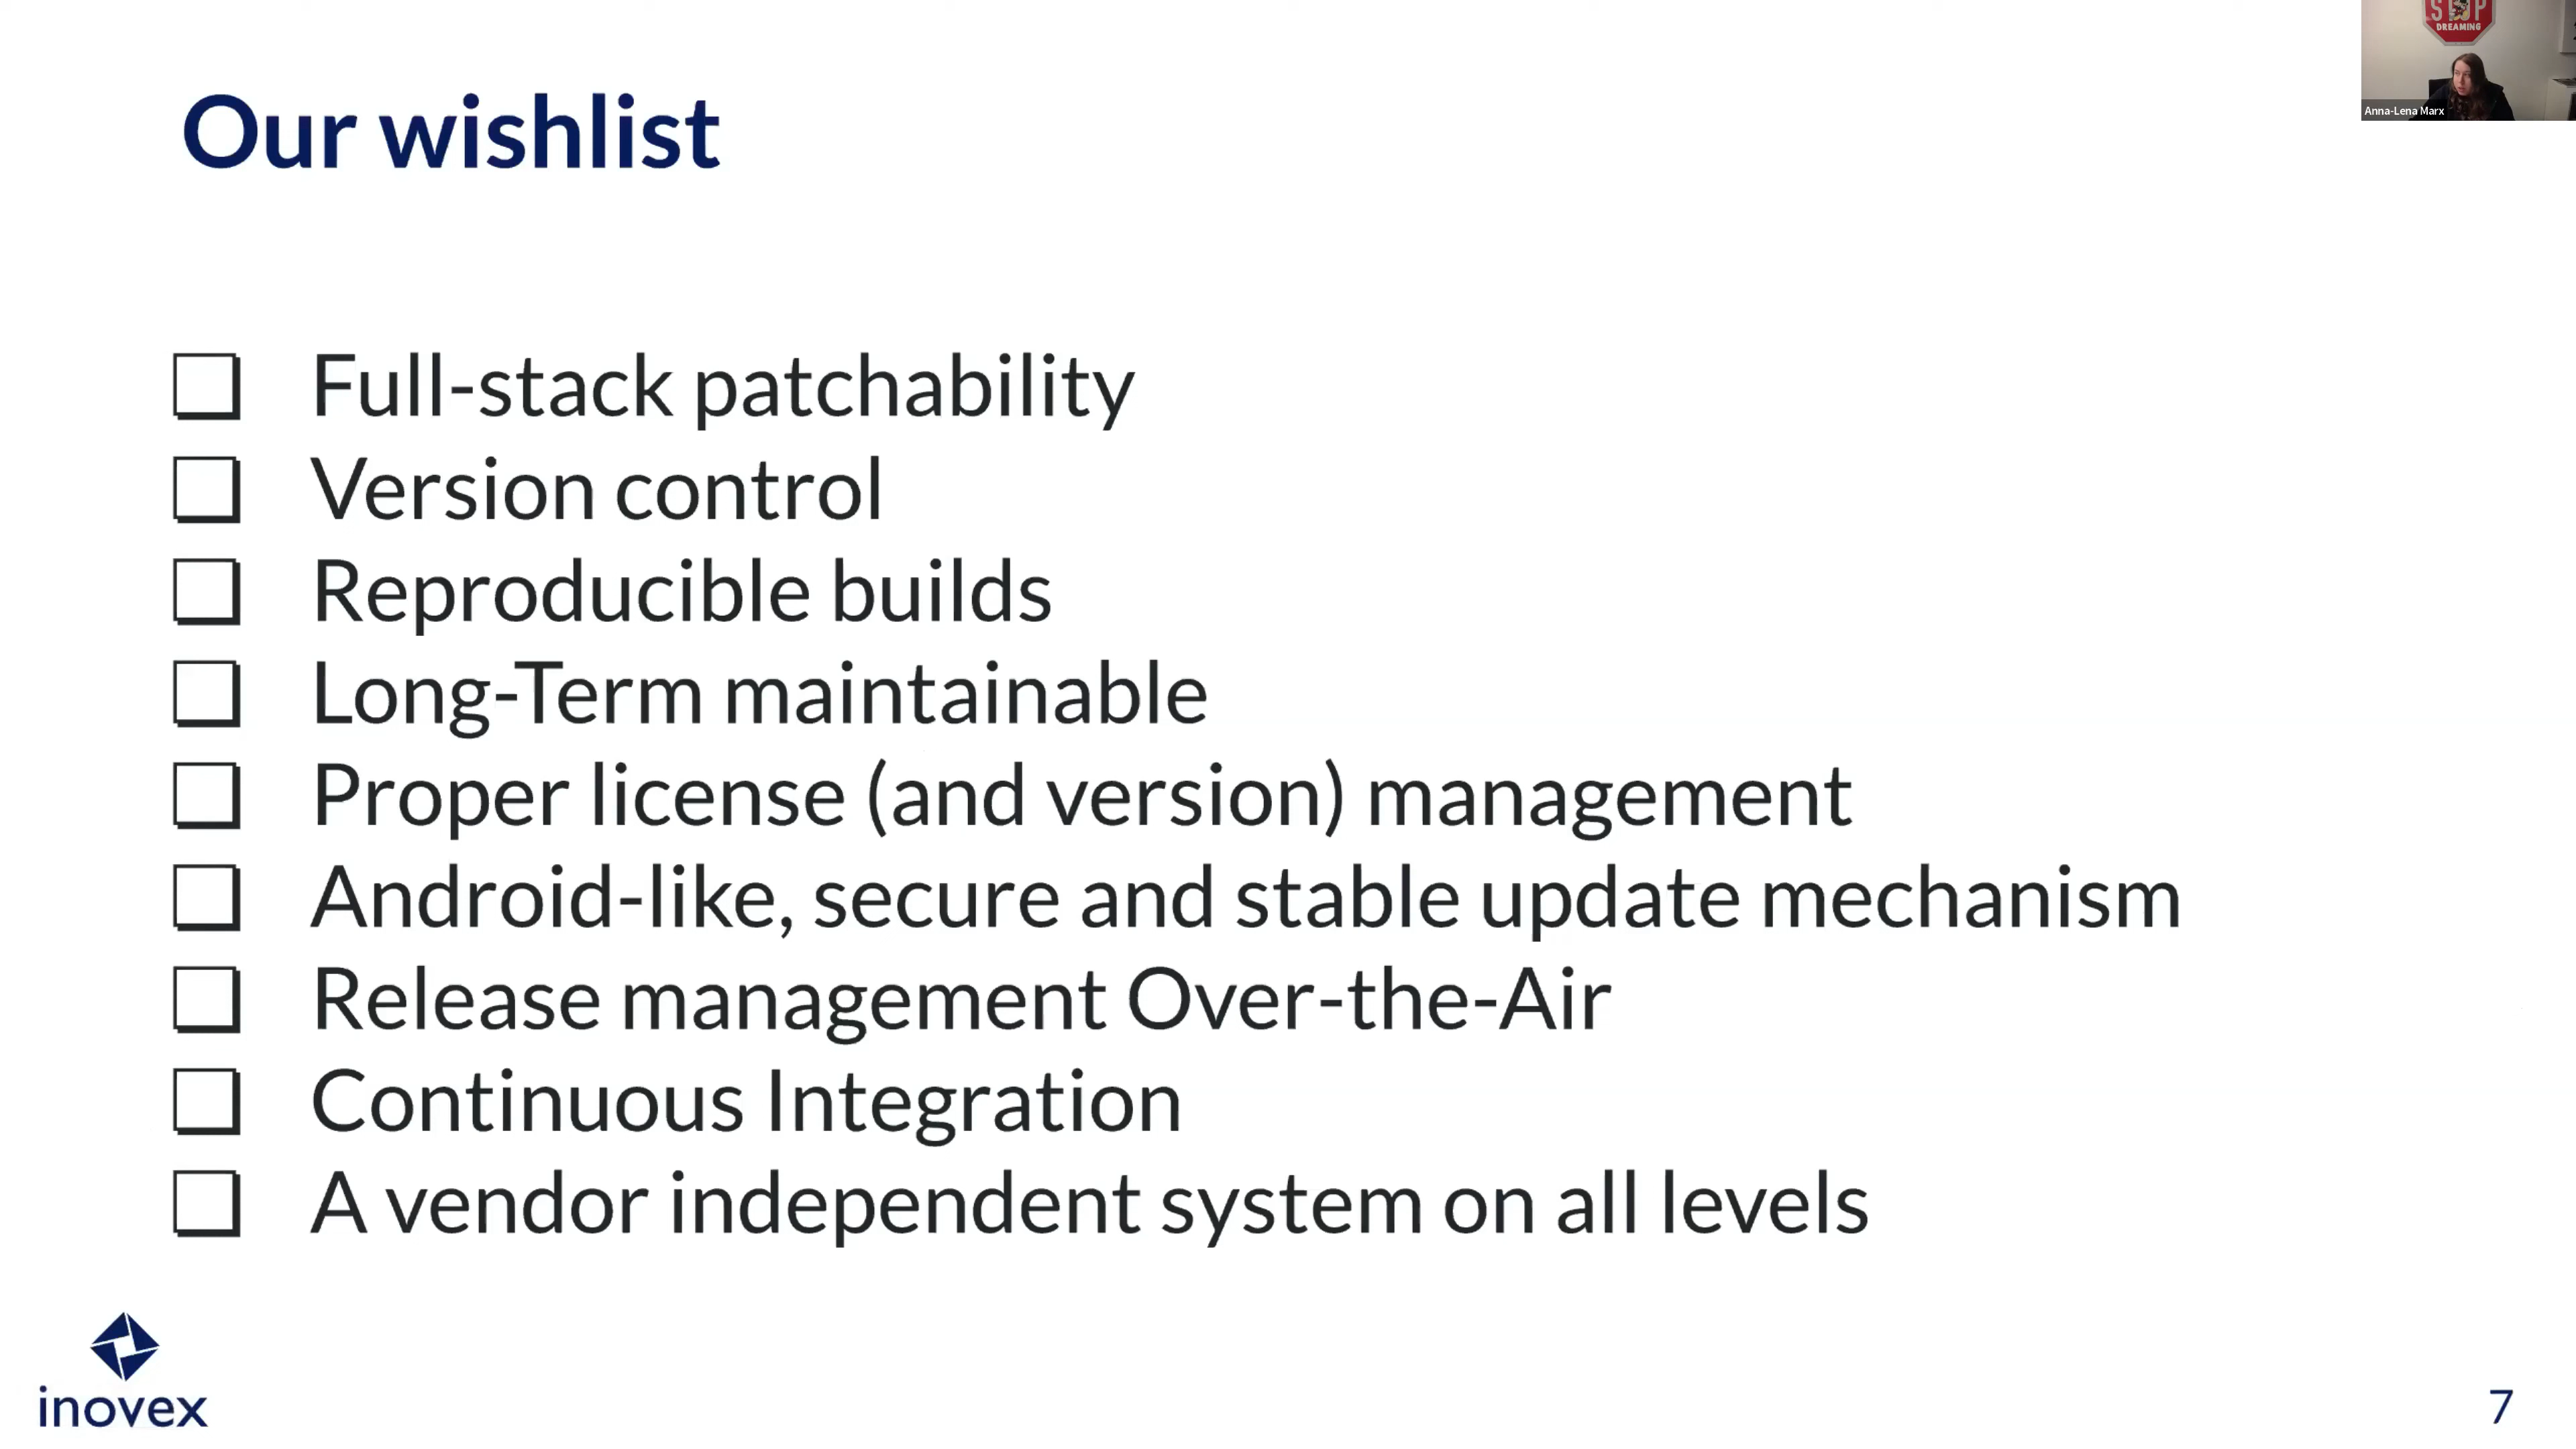 STOP
DREAMING
Anna-Lena Marx
Our wishlist
Full-stack patchability
Version control
Reproducible builds
Long-Term maintainable
Proper license (and version) management
Android-like, secure and stable update mechanism
Release management Over-the-Air
Continuous Integration
A vendor independent system on all levels
inovex
7